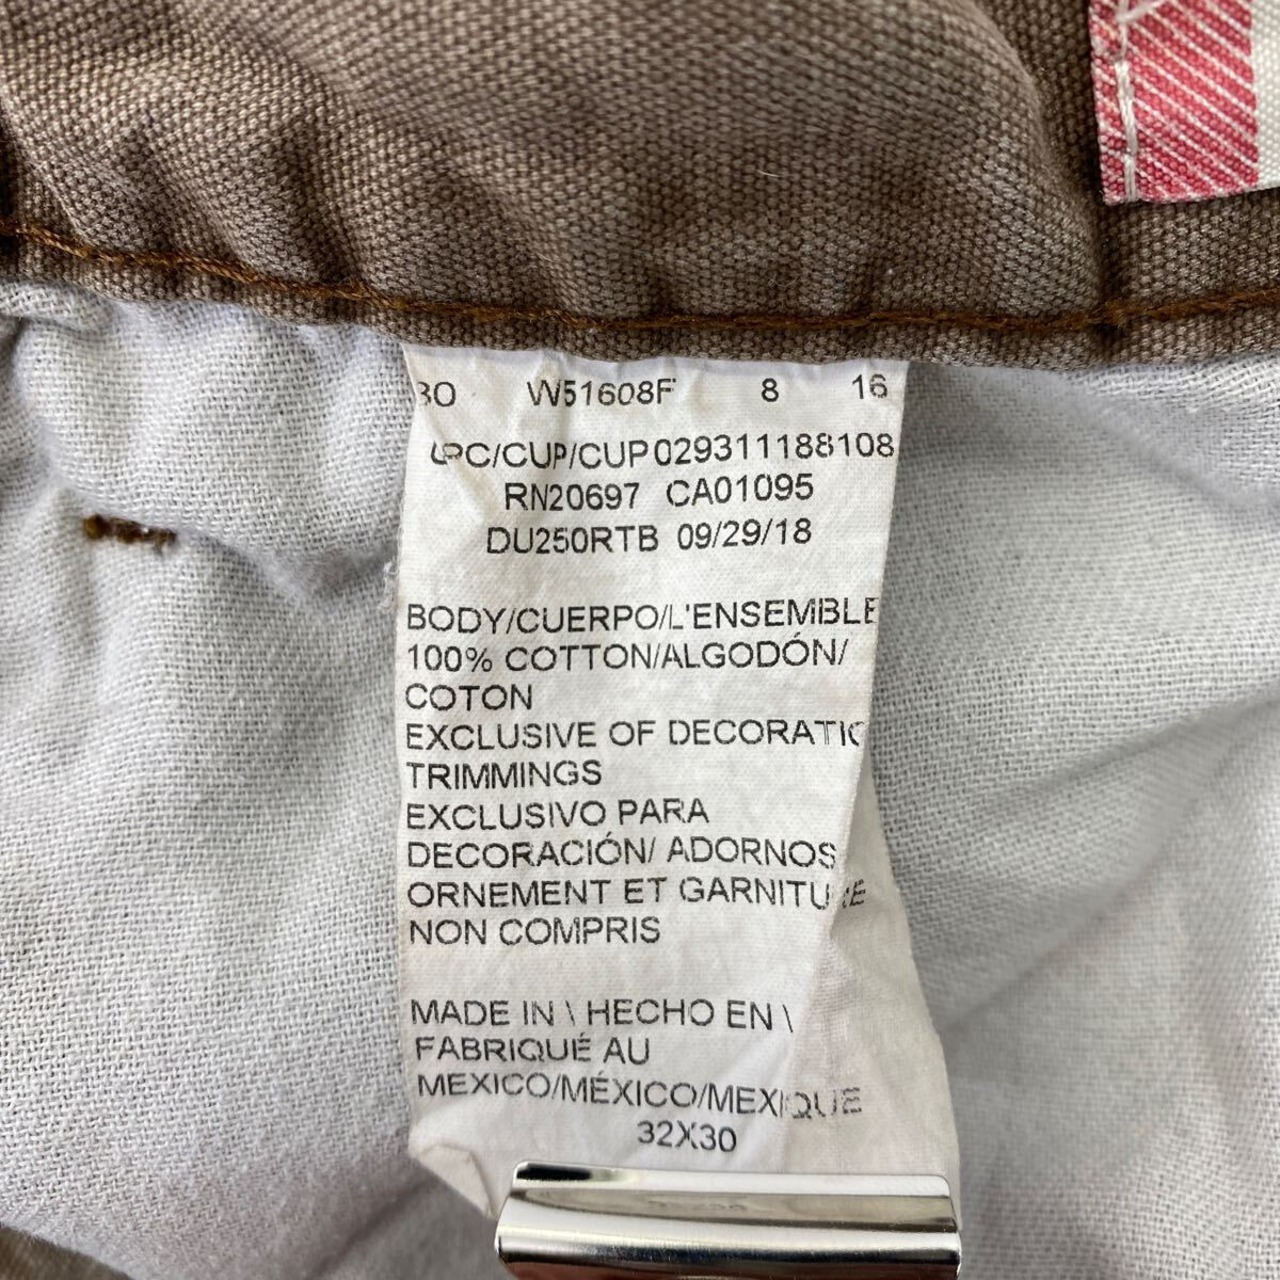 30 W51608F 8 16
UPC/CUP/CUP 029311188108
RN20697 CA01095
DU250RTB 09/29/18
BODY/CUERPO/L'ENSEMBLE
100% COTTON/ALGODÓN/
COTON
EXCLUSIVE OF DECORATIC
TRIMMINGS
EXCLUSIVO PARA
DECORACIÓN/ ADORNOS
ORNEMENT ET GARNITURE
NON COMPRIS
MADE IN \ HECHO EN \
FABRIQUÉ AU
MEXICO/MÉXICO/MEXIQUE
32X30